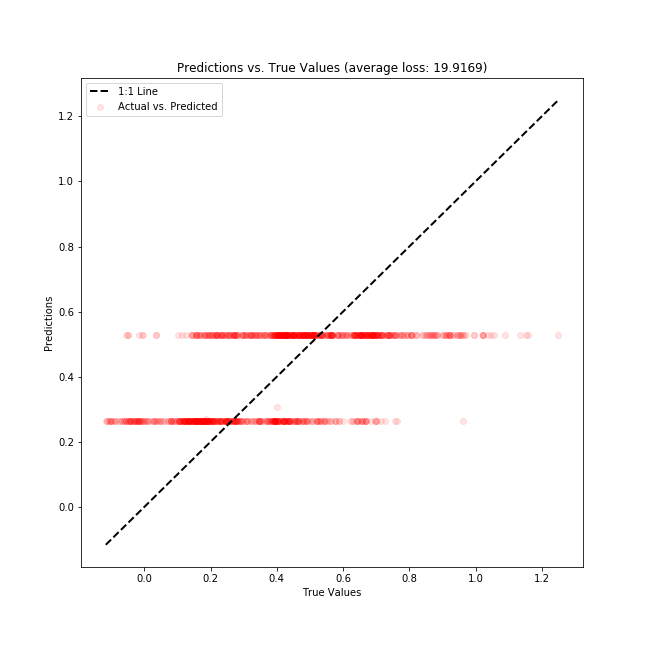 Predictions vs. True Values (average loss: 19.9169)
1:1 Line
Actual vs. Predicted
1.2
1.0
0.8
0.6
0.4
0.2
0.0
Predictions
0.0 0.2 0.4 0.6 0.8 1.0 1.2
True Values